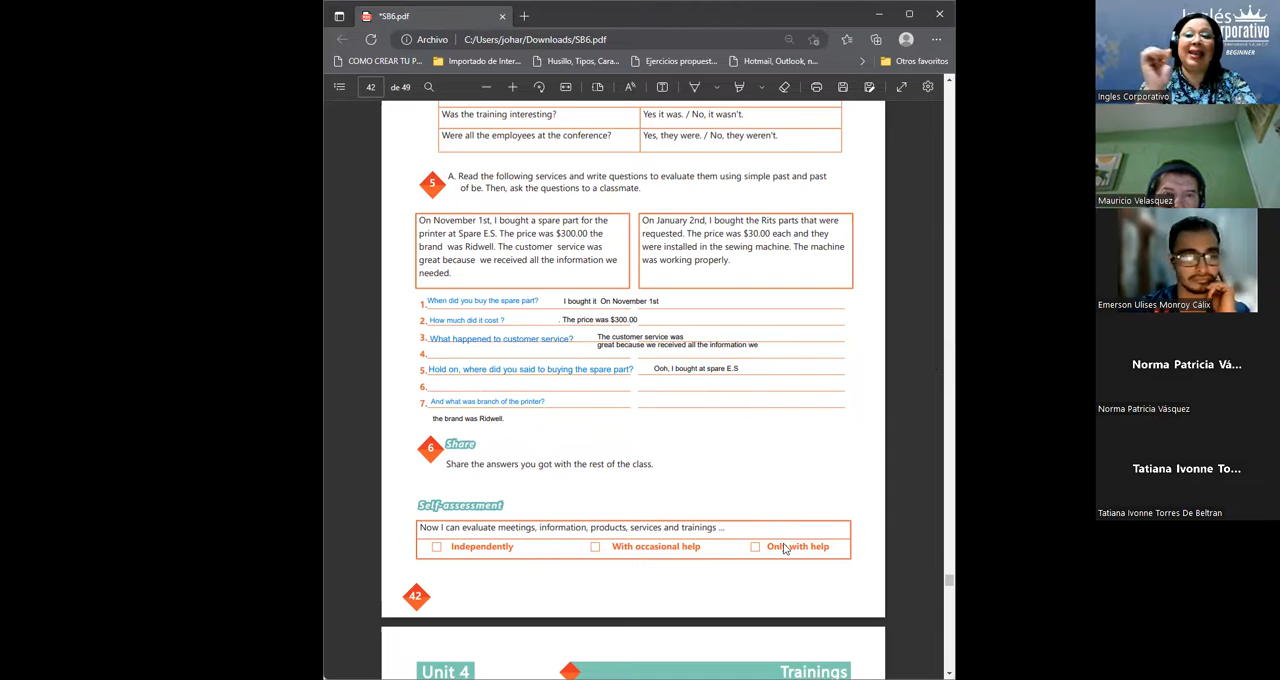 *SB6.pdf
Archivo
C:/Users/johar/Downloads/SB6.pdf
COMO CREAR TU P...
Importado de Inter...
Husillo, Tipos, Cara...
Ejercicios propuest...
Hotmail, Outlook, n...
Otros favoritos
42 de 49
Was the training interesting?
Yes it was. / No, it wasn't.
Were all the employees at the conference?
Yes, they were. / No, they weren't.
5
A. Read the following services and write questions to evaluate them using simple past and past
of be. Then, ask the questions to a classmate.
On November 1st, I bought a spare part for the
printer at Spare E.S. The price was $300.00 the
brand was Ridwell. The customer service was
great because we received all the information we
needed.
On January 2nd, I bought the Rits parts that were
requested. The price was $30.00 each and they
were installed in the sewing machine. The machine
was working properly.
1. When did you buy the spare part? I bought it On November 1st
2. How much did it cost ? . The price was $300.00
3. What happened to customer service? The customer service was
great because we received all the information we
4.
5. Hold on, where did you said to buying the spare part? Ooh, I bought at spare E.S
6.
7. And what was branch of the printer?
the brand was Ridwell.
6
Share
Share the answers you got with the rest of the class.
Self-assessment
Now I can evaluate meetings, information, products, services and trainings ...
Independently
With occasional help
Only with help
42
Unit 4
Trainings
Inglés
Corporativo
BEGINNER
Ingles Corporativo
Mauricio Velasquez
Emerson Ulises Monroy Cálix
Norma Patricia Vá...
Norma Patricia Vásquez
Tatiana Ivonne To...
Tatiana Ivonne Torres De Beltran